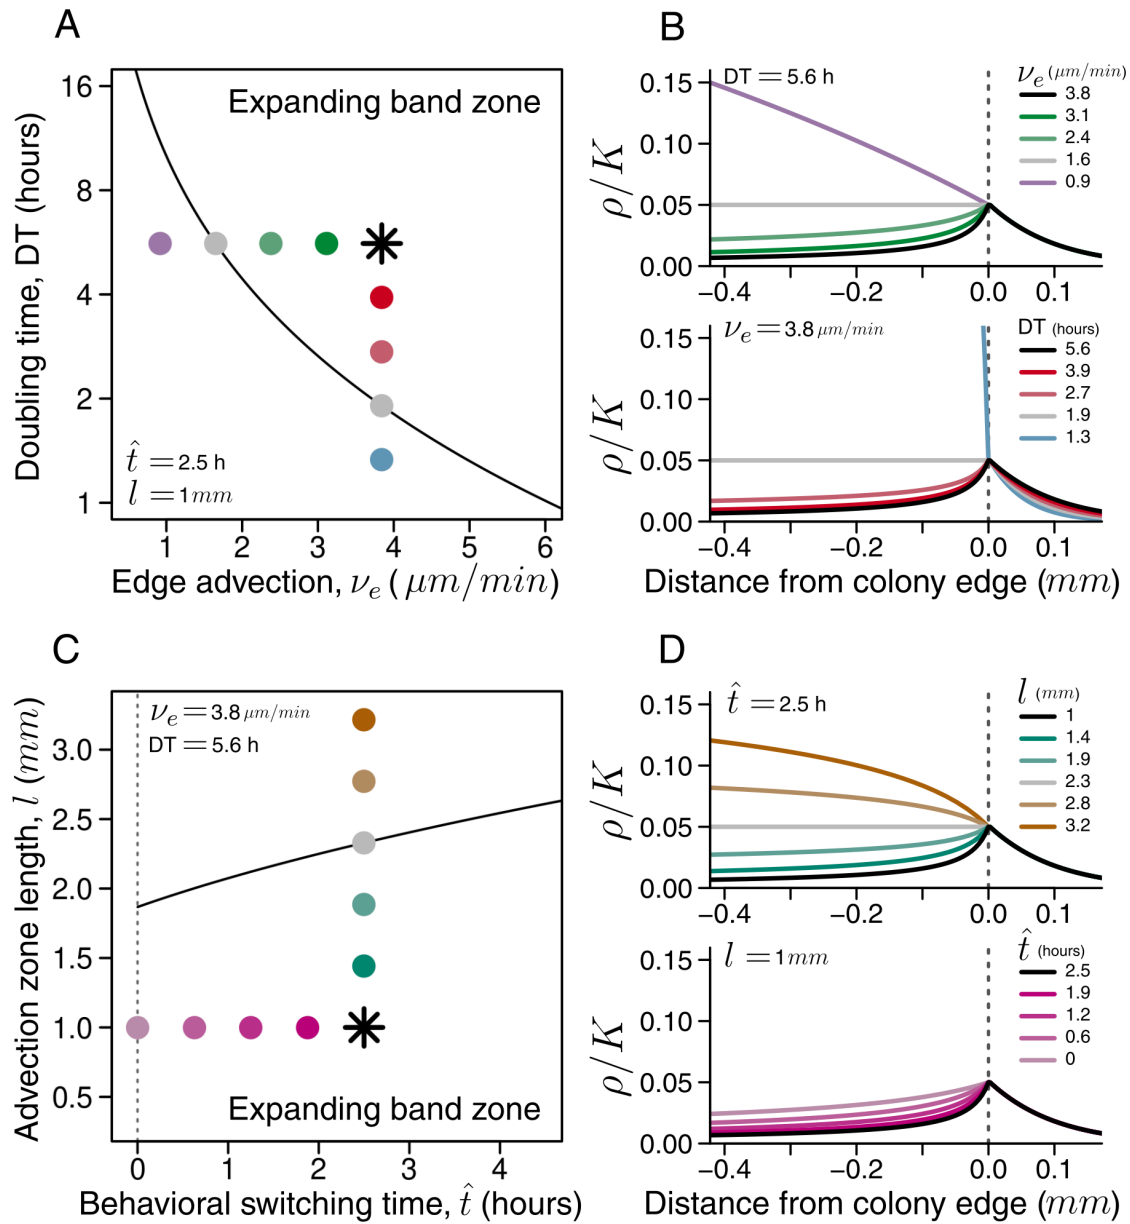 A
Doubling time, DT (hours)
16
8
4
2
1
Expanding band zone
t̂ = 2.5 h
l = 1mm
1 2 3 4 5 6
Edge advection, νe (μm/min)
B
ρ/K
0.15
0.10
0.05
0.00
DT = 5.6 h
νe (μm/min)
3.8
3.1
2.4
1.6
0.9
−0.4 −0.2 0.0 0.1
ρ/K
0.15
0.10
0.05
0.00
νe = 3.8 μm/min
DT (hours)
5.6
3.9
2.7
1.9
1.3
−0.4 −0.2 0.0 0.1
Distance from colony edge (mm)
C
Advection zone length, l (mm)
3.0
2.5
2.0
1.5
1.0
0.5
νe = 3.8 μm/min
DT = 5.6 h
Expanding band zone
0 1 2 3 4
Behavioral switching time, t̂ (hours)
D
ρ/K
0.15
0.10
0.05
0.00
t̂ = 2.5 h
l (mm)
1
1.4
1.9
2.3
2.8
3.2
−0.4 −0.2 0.0 0.1
ρ/K
0.15
0.10
0.05
0.00
l = 1mm
t̂ (hours)
2.5
1.9
1.2
0.6
0
−0.4 −0.2 0.0 0.1
Distance from colony edge (mm)